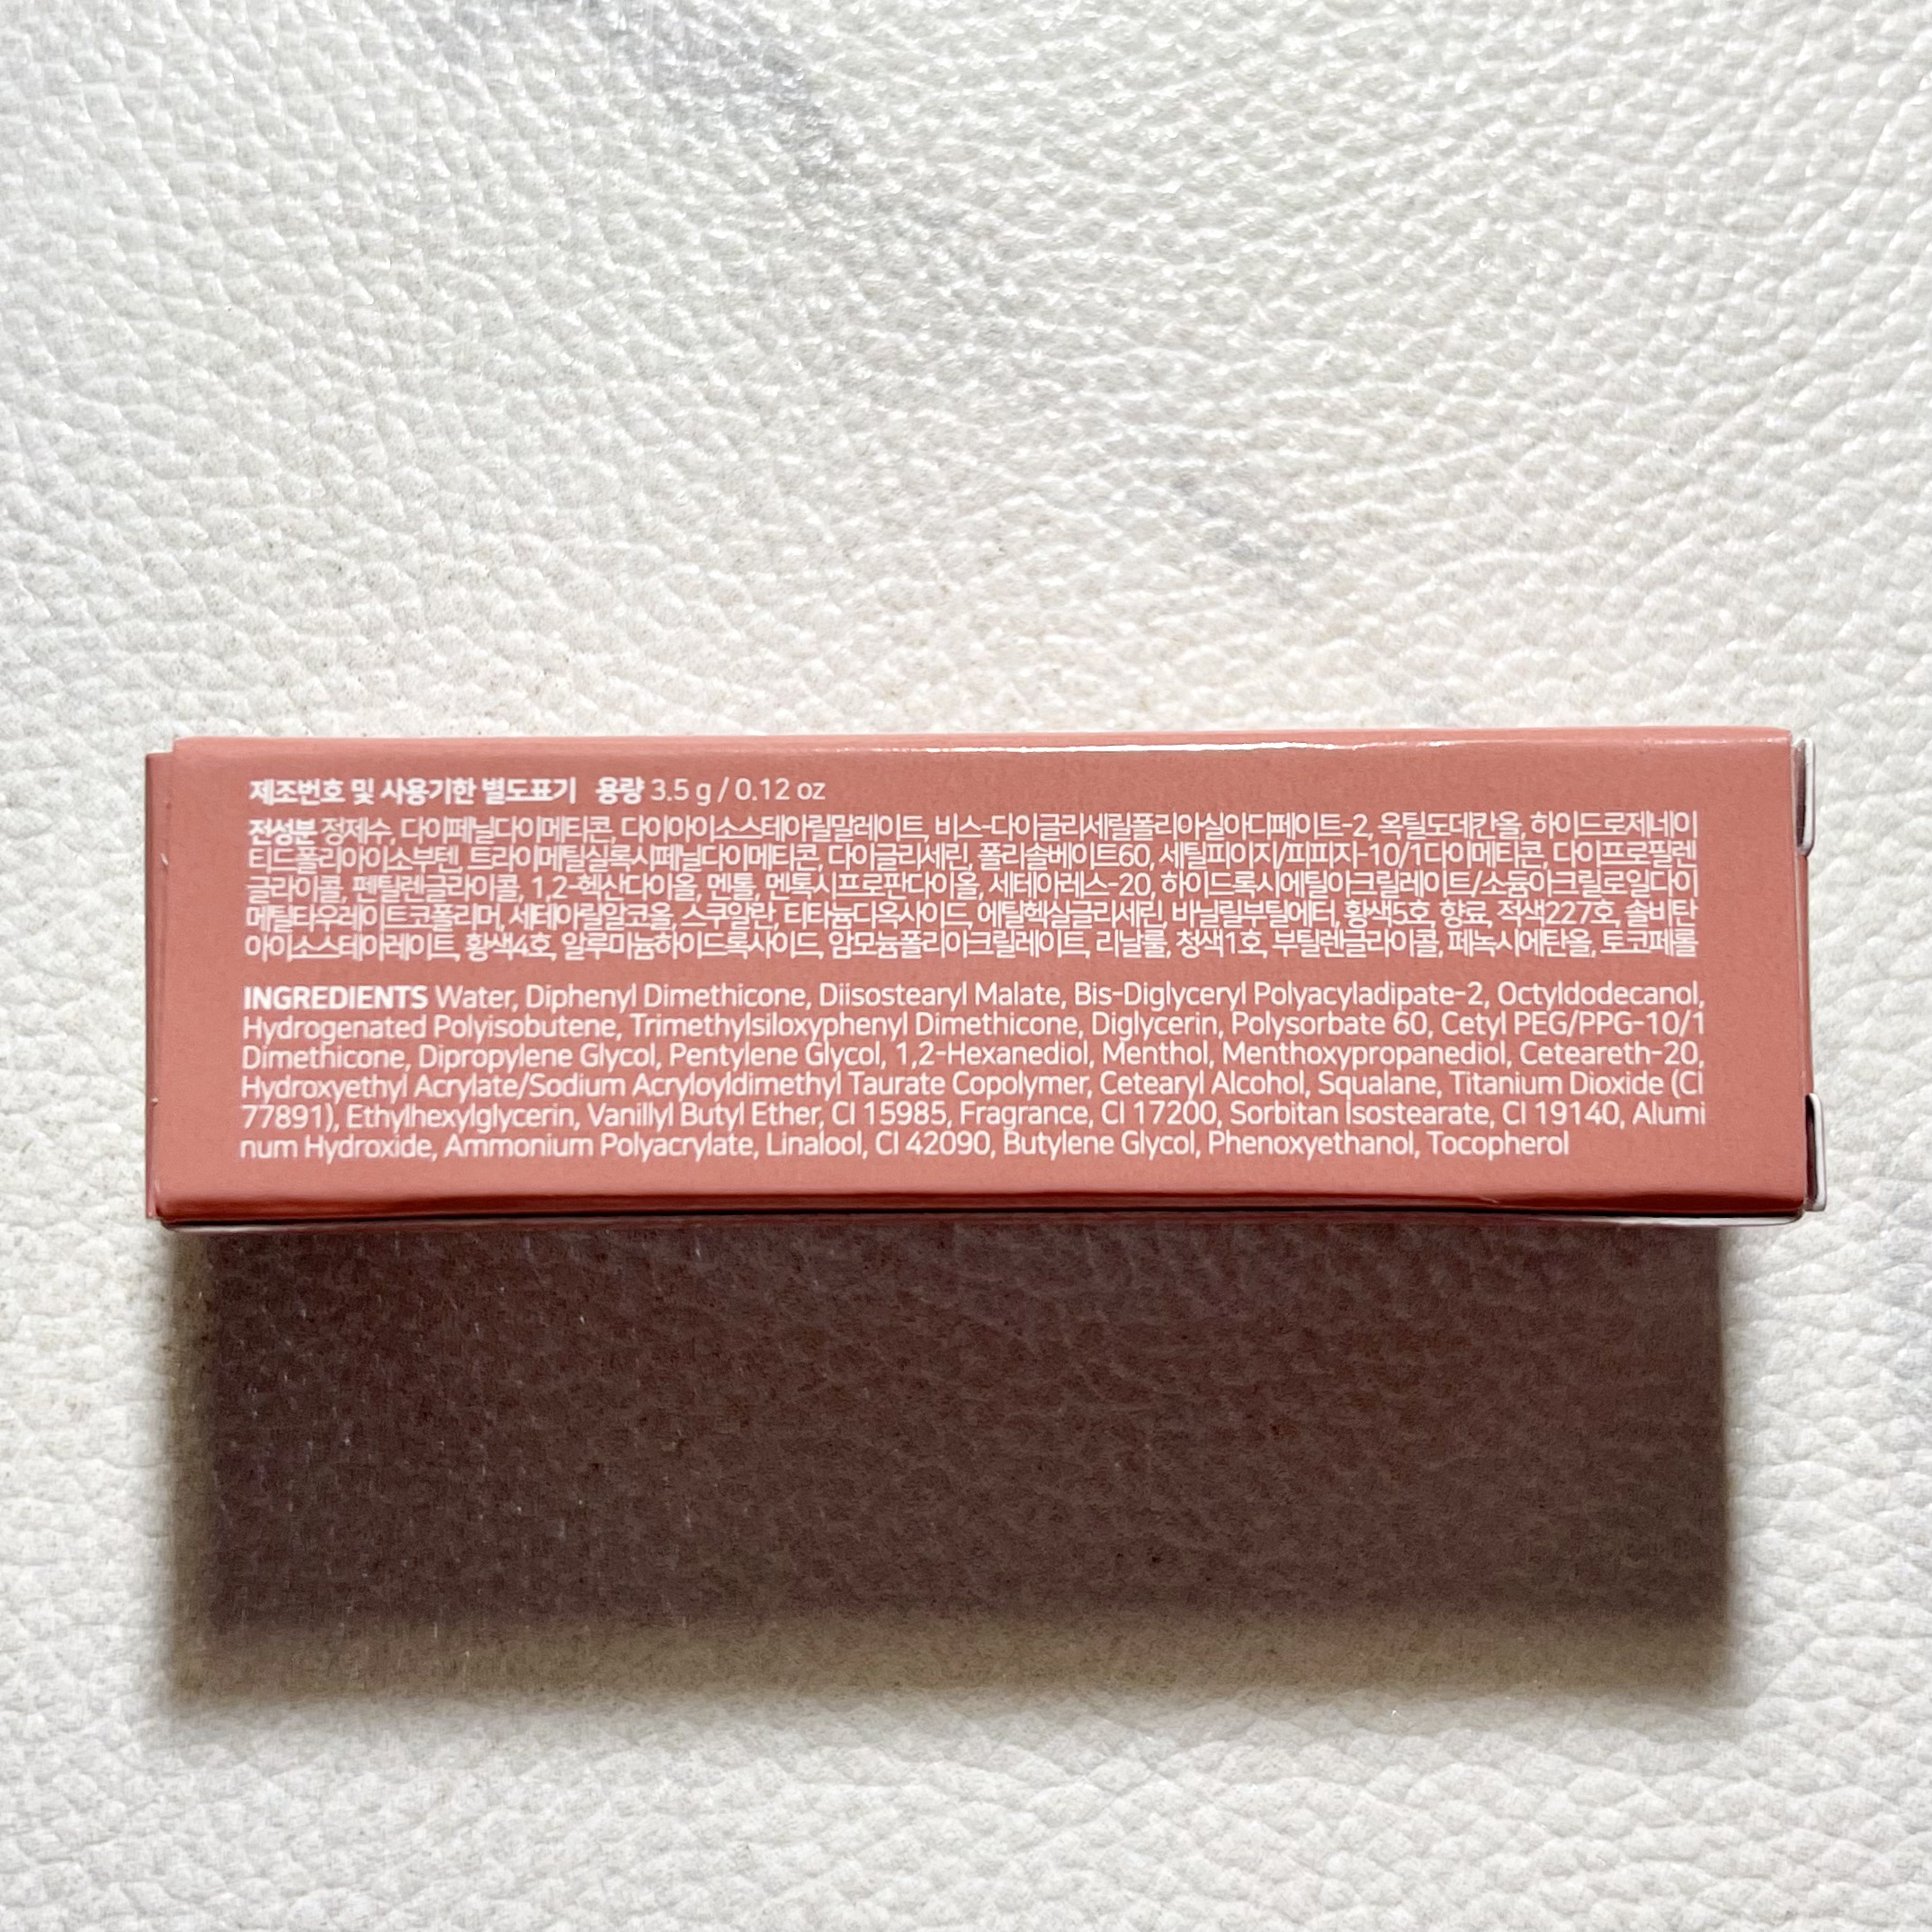 제조번호 및 사용기한 별도표기 용량 3.5 g / 0.12 oz
전성분 정제수, 다이페닐다이메티콘, 다이아이소스테아릴말레이트, 비스-다이글리세릴폴리아실아디페이트-2, 옥틸도데칸올, 하이드로제네이
티드폴리아이소부텐, 트라이메틸실록시페닐다이메티콘, 다이글리세린, 폴리솔베이트60, 세틸피이지/피피지-10/1다이메티콘, 다이프로필렌
글라이콜, 펜틸렌글라이콜, 1,2-헥산다이올, 멘톨, 멘톡시프로판다이올, 세테아레스-20, 하이드록시에틸아크릴레이트/소듐아크릴로일다이
메틸타우레이트코폴리머, 세테아릴알코올, 스쿠알란, 티타늄디옥사이드, 에틸헥실글리세린, 바닐릴부틸에터, 황색5호, 향료, 적색227호, 솔비탄
아이소스테아레이트, 황색4호, 알루미늄하이드록사이드, 암모늄폴리아크릴레이트, 리날룰, 청색1호, 부틸렌글라이콜, 페녹시에탄올, 토코페롤
INGREDIENTS Water, Diphenyl Dimethicone, Diisostearyl Malate, Bis-Diglyceryl Polyacyladipate-2, Octyldodecanol,
Hydrogenated Polyisobutene, Trimethylsiloxyphenyl Dimethicone, Diglycerin, Polysorbate 60, Cetyl PEG/PPG-10/1
Dimethicone, Dipropylene Glycol, Pentylene Glycol, 1,2-Hexanediol, Menthol, Menthoxypropanediol, Ceteareth-20,
Hydroxyethyl Acrylate/Sodium Acryloyldimethyl Taurate Copolymer, Cetearyl Alcohol, Squalane, Titanium Dioxide (CI
77891), Ethylhexylglycerin, Vanillyl Butyl Ether, CI 15985, Fragrance, CI 17200, Sorbitan Isostearate, CI 19140, Alumi
num Hydroxide, Ammonium Polyacrylate, Linalool, CI 42090, Butylene Glycol, Phenoxyethanol, Tocopherol